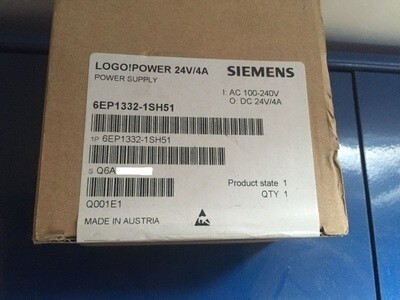 LOGO!POWER 24V/4A
SIEMENS
POWER SUPPLY
I: AC 100-240V
O: DC 24V/4A
6EP1332-1SH51
1P 6EP1332-1SH51
S Q6A
Product state 1
QTY 1
Q001E1
MADE IN AUSTRIA